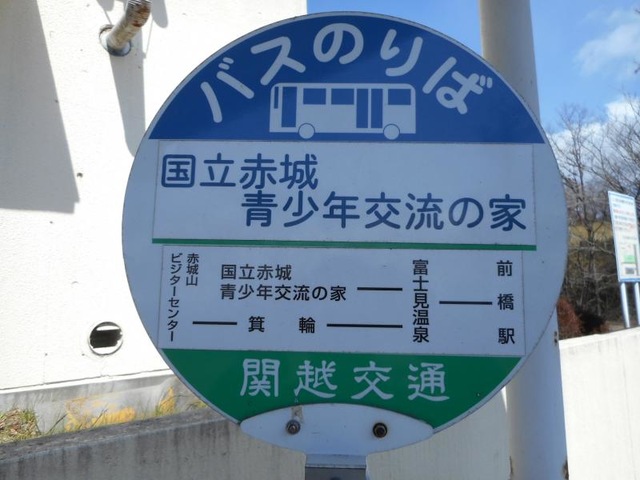 バスのりば
国立赤城
青少年交流の家
赤城山
ビジターセンター
国立赤城
青少年交流の家
箕輪
富士見温泉
前橋駅
関越交通